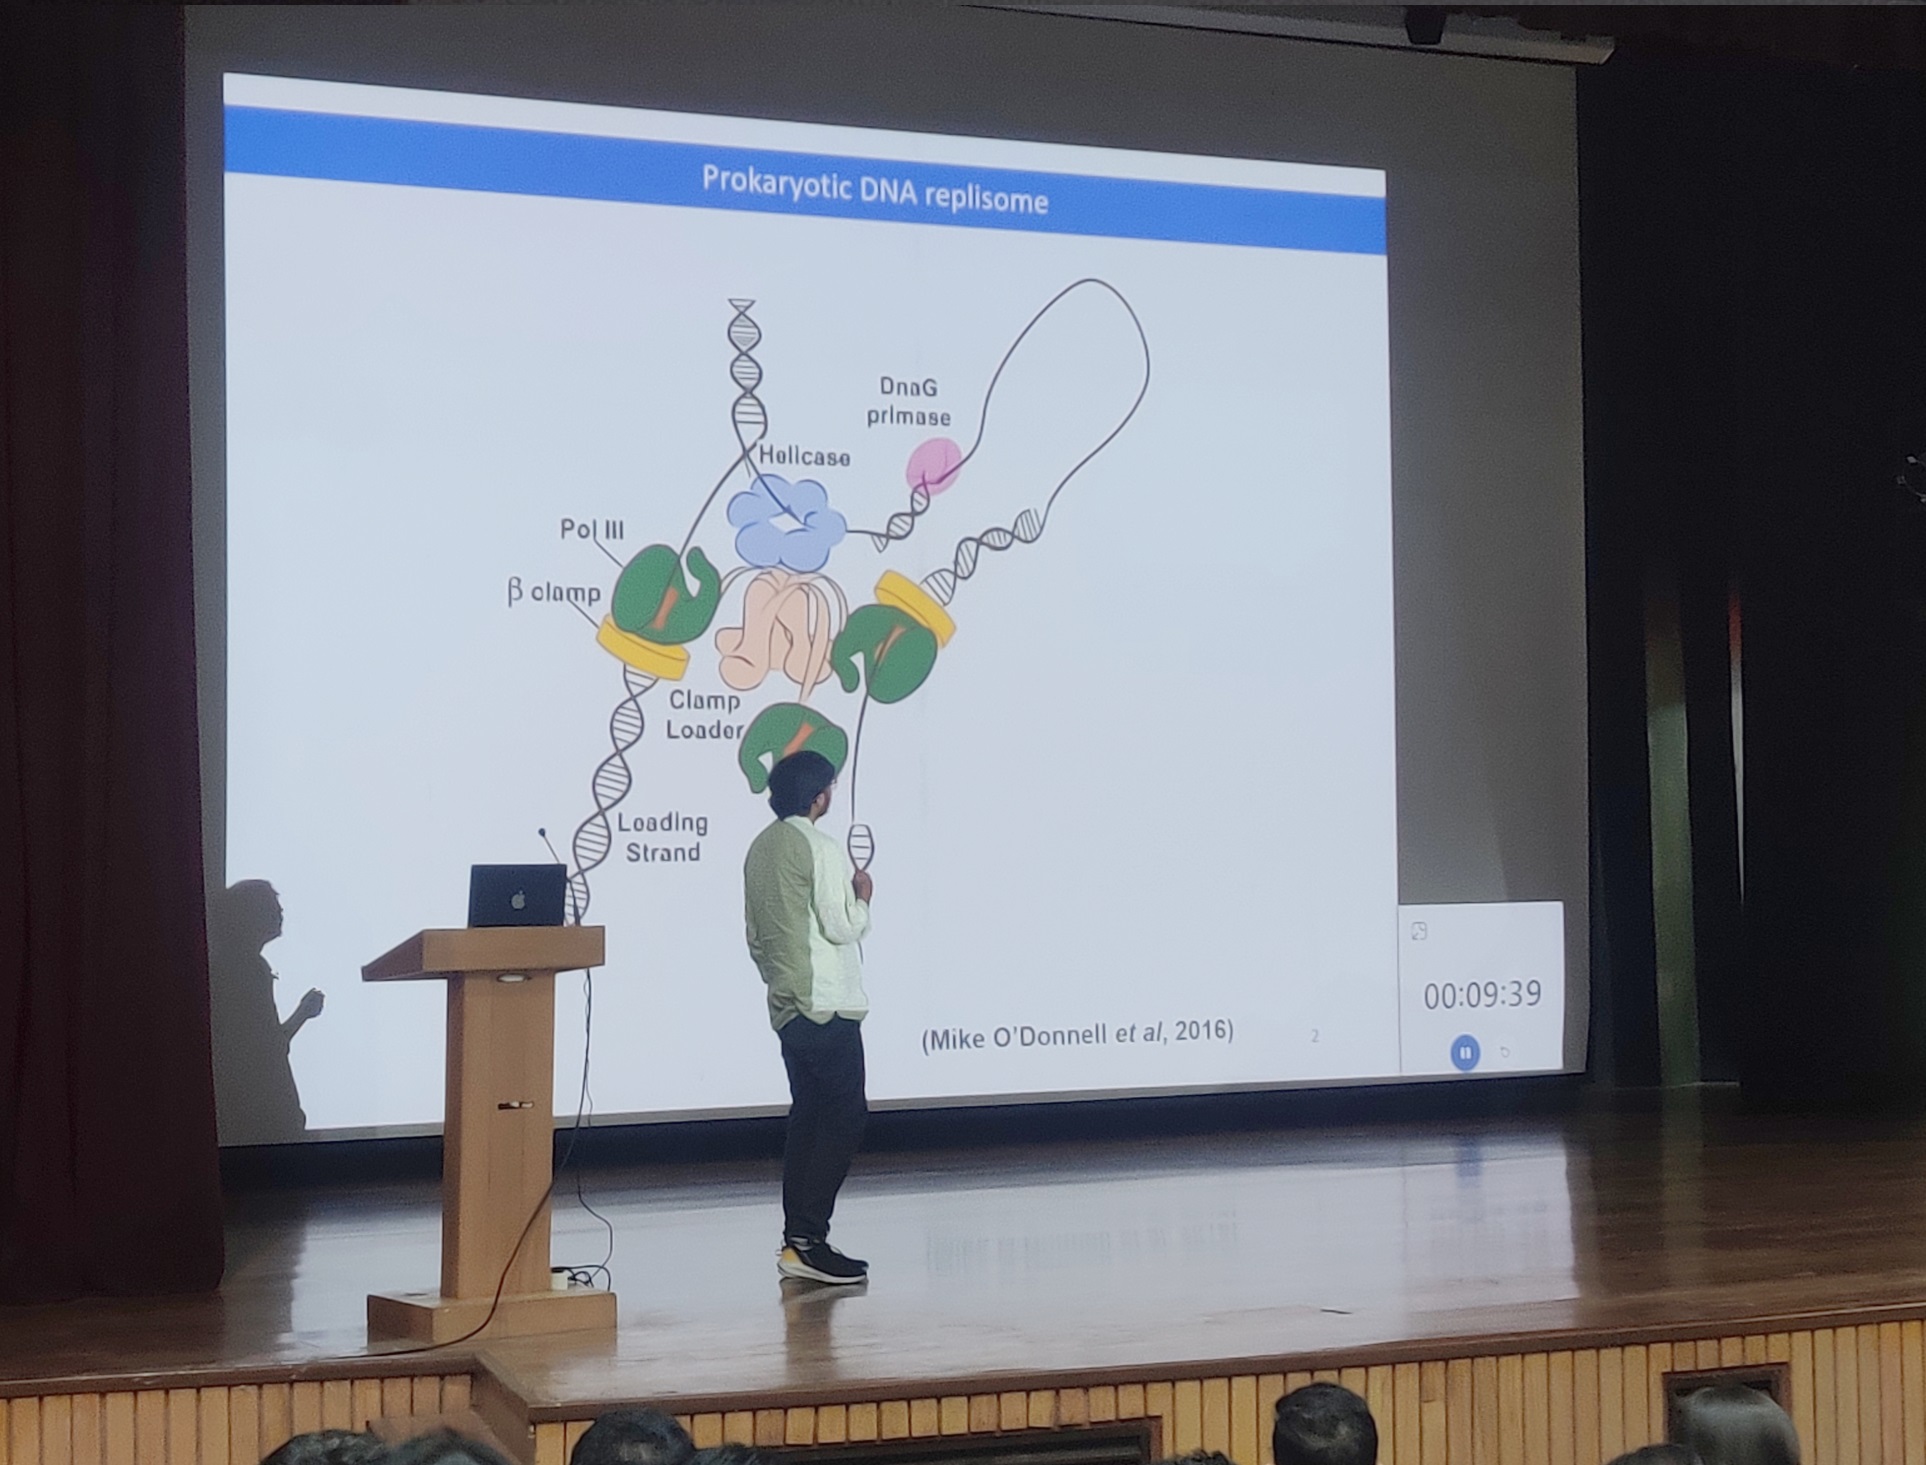 Prokaryotic DNA replisome
DnaG
primase
Helicase
Pol III
β clamp
Clamp
Loader
Leading
Strand
(Mike O'Donnell et al, 2016)
2
00:09:39